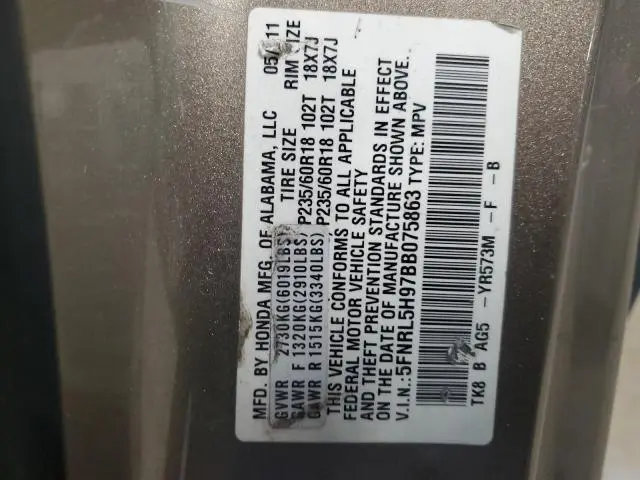 MFD. BY HONDA MFG. OF ALABAMA, LLC 05/ 11
TIRE SIZE RIM SIZE
GVWR 2730KG(6019LBS)
GAWR F 1320KG(2910LBS) P235/60R18 102T 18X7J
GAWR R 1515KG(3340LBS) P235/60R18 102T 18X7J
THIS VEHICLE CONFORMS TO ALL APPLICABLE
FEDERAL MOTOR VEHICLE SAFETY
AND THEFT PREVENTION STANDARDS IN EFFECT
ON THE DATE OF MANUFACTURE SHOWN ABOVE.
V.I.N.:5FNRL5H97BB075863 TYPE: MPV
TK8 B AG5 -YR573M -F -B